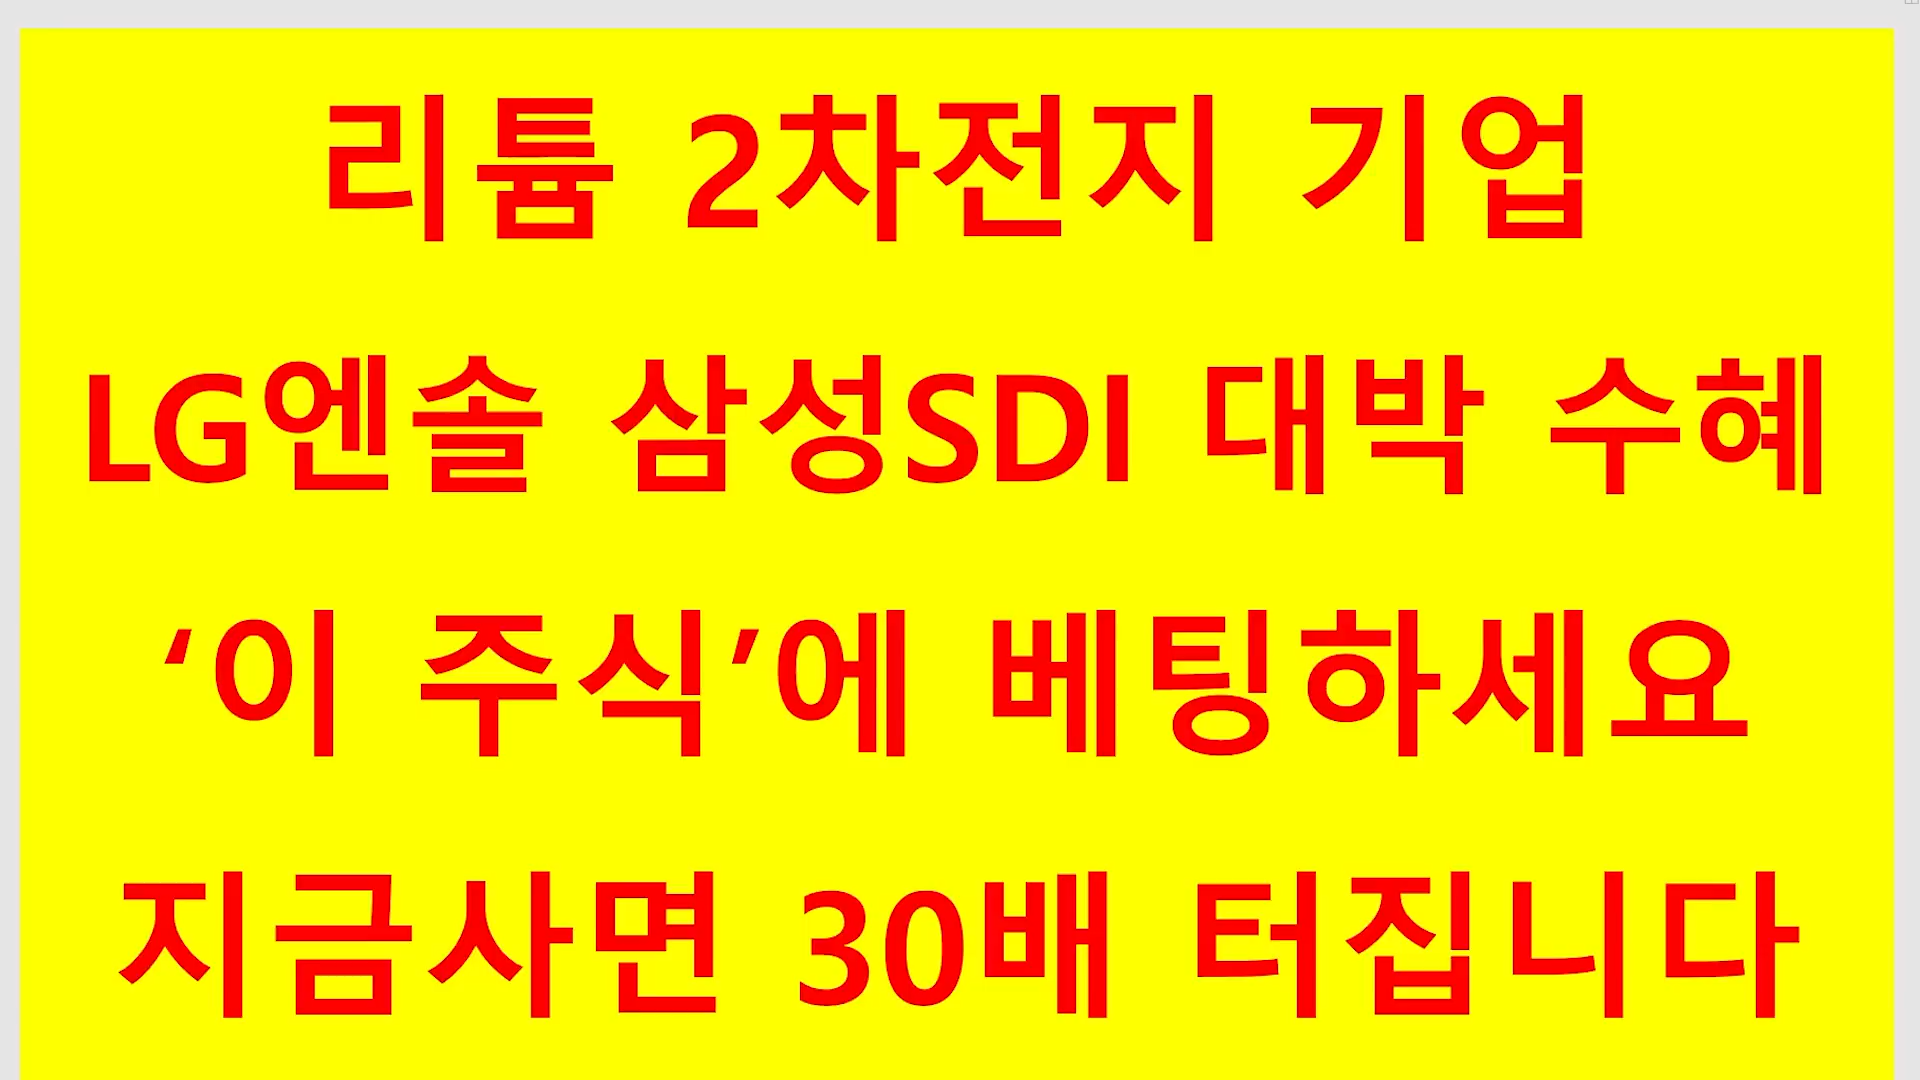 리튬 2차전지 기업
LG엔솔 삼성SDI 대박 수혜
‘이 주식’에 베팅하세요
지금사면 30배 터집니다